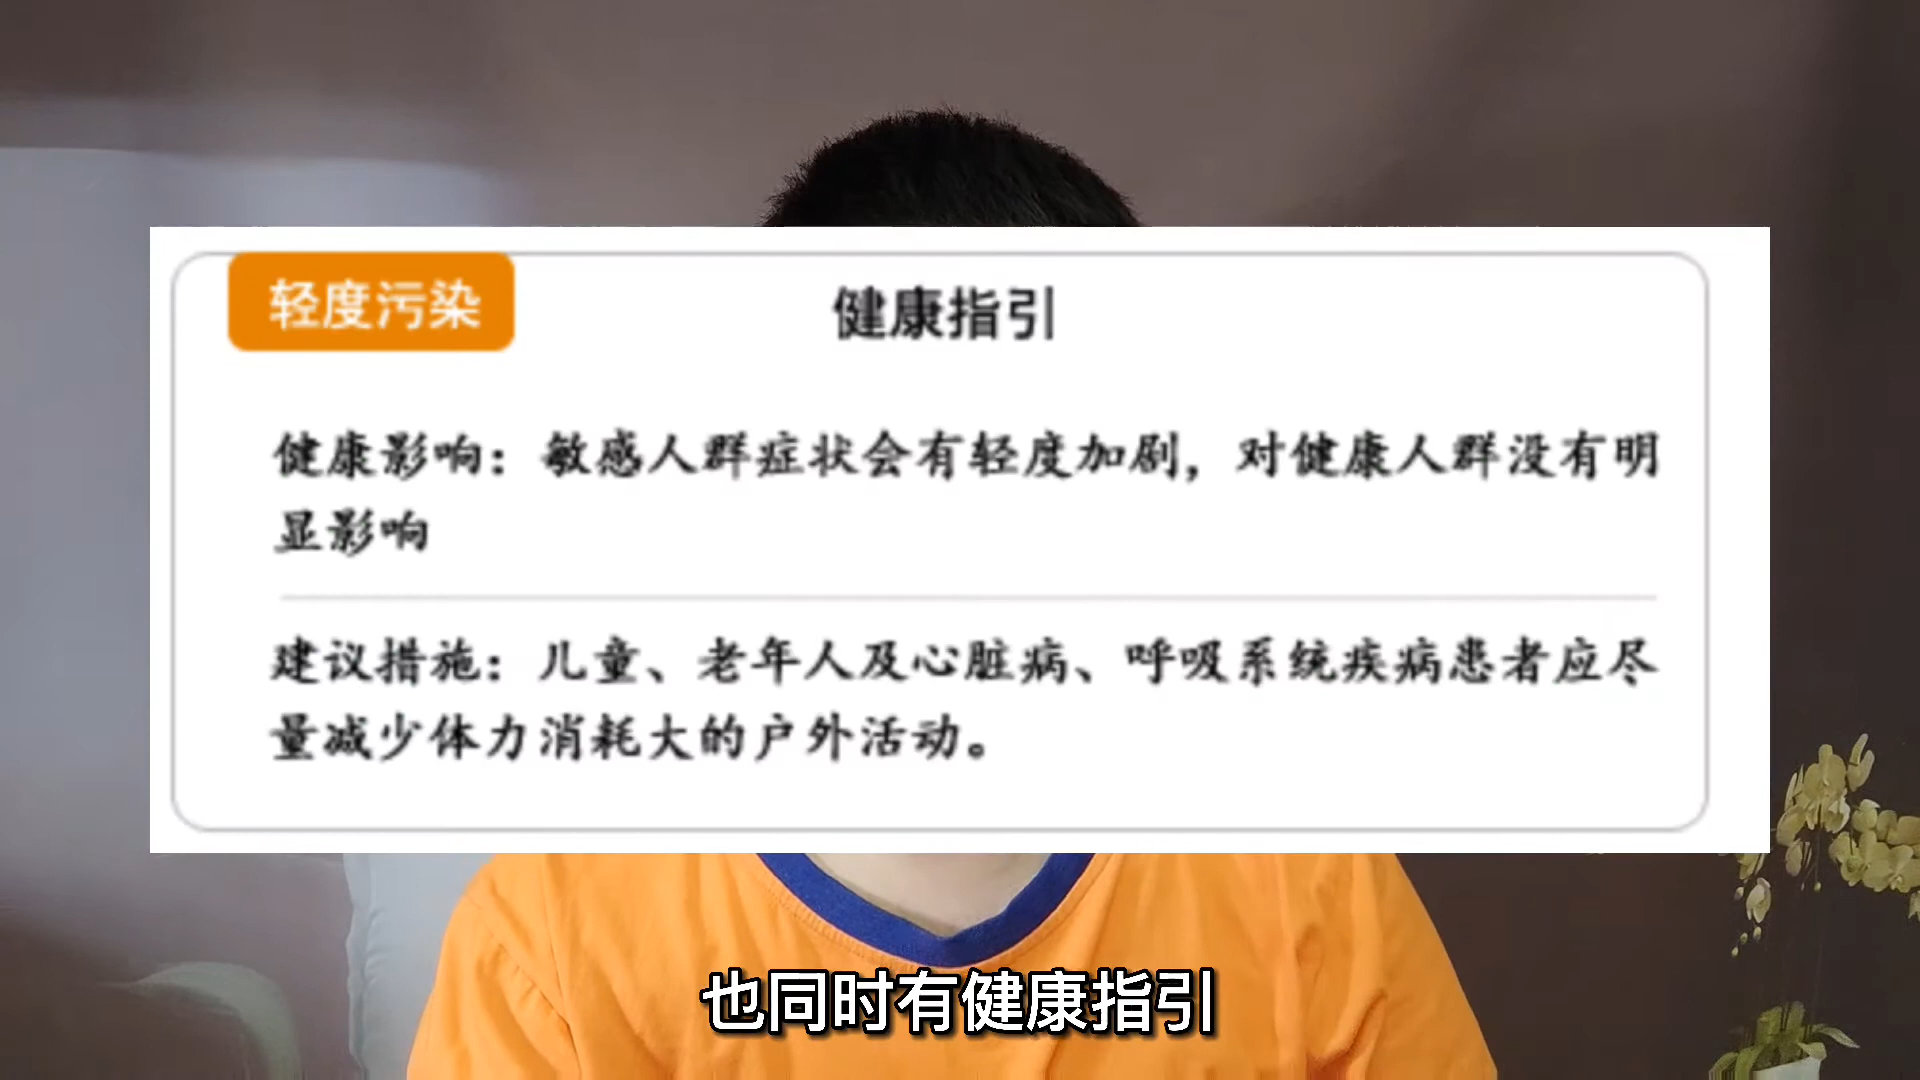 轻度污染
健康指引
健康影响：敏感人群症状会有轻度加剧，对健康人群没有明
显影响
建议措施：儿童、老年人及心脏病、呼吸系统疾病患者应尽
量减少体力消耗大的户外活动。
也同时有健康指引